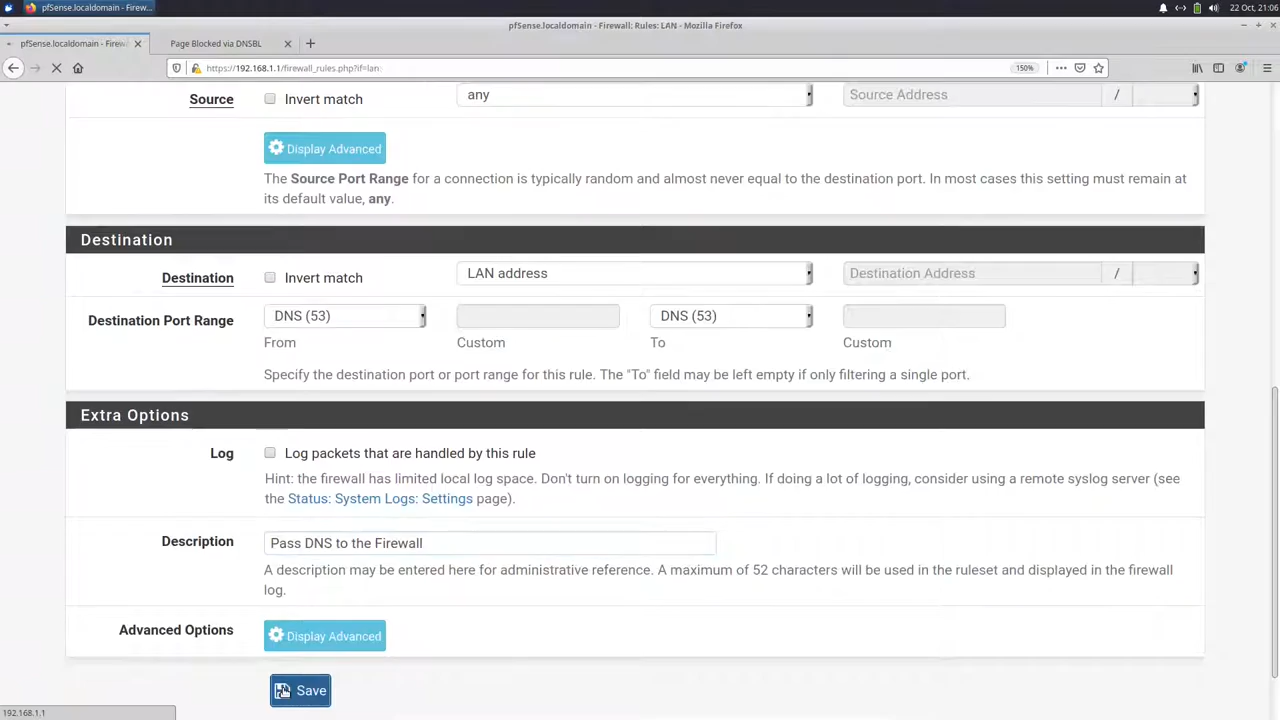 pfSense.localdomain - Firew...
22 Oct, 21:06
pfSense.localdomain - Firewall: Rules: LAN - Mozilla Firefox
pfSense.localdomain - Firewa
Page Blocked via DNSBL
https://192.168.1.1/firewall_rules.php?if=lan:
150%
Source
Invert match
any
Source Address
/
Display Advanced
The Source Port Range for a connection is typically random and almost never equal to the destination port. In most cases this setting must remain at
its default value, any.
Destination
Destination
Invert match
LAN address
Destination Address
/
Destination Port Range
DNS (53)
DNS (53)
From
Custom
To
Custom
Specify the destination port or port range for this rule. The "To" field may be left empty if only filtering a single port.
Extra Options
Log
Log packets that are handled by this rule
Hint: the firewall has limited local log space. Don't turn on logging for everything. If doing a lot of logging, consider using a remote syslog server (see
the Status: System Logs: Settings page).
Description
Pass DNS to the Firewall
A description may be entered here for administrative reference. A maximum of 52 characters will be used in the ruleset and displayed in the firewall
log.
Advanced Options
Display Advanced
Save
192.168.1.1